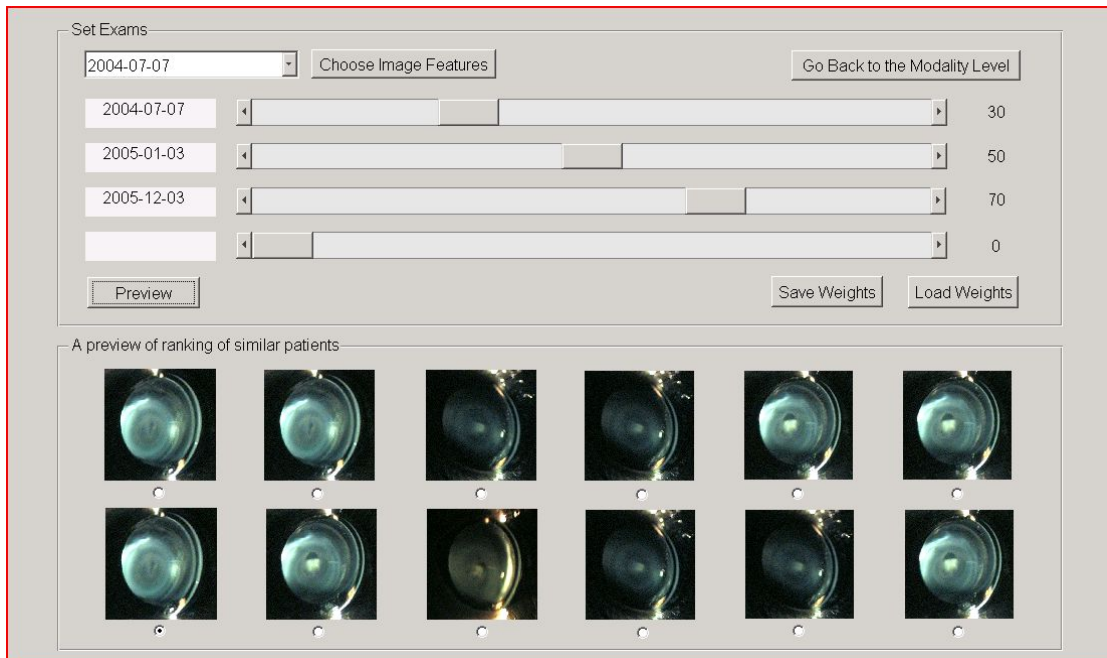 Set Exams
2004-07-07 Choose Image Features Go Back to the Modality Level
2004-07-07 30
2005-01-03 50
2005-12-03 70
0
Preview Save Weights Load Weights
A preview of ranking of similar patients